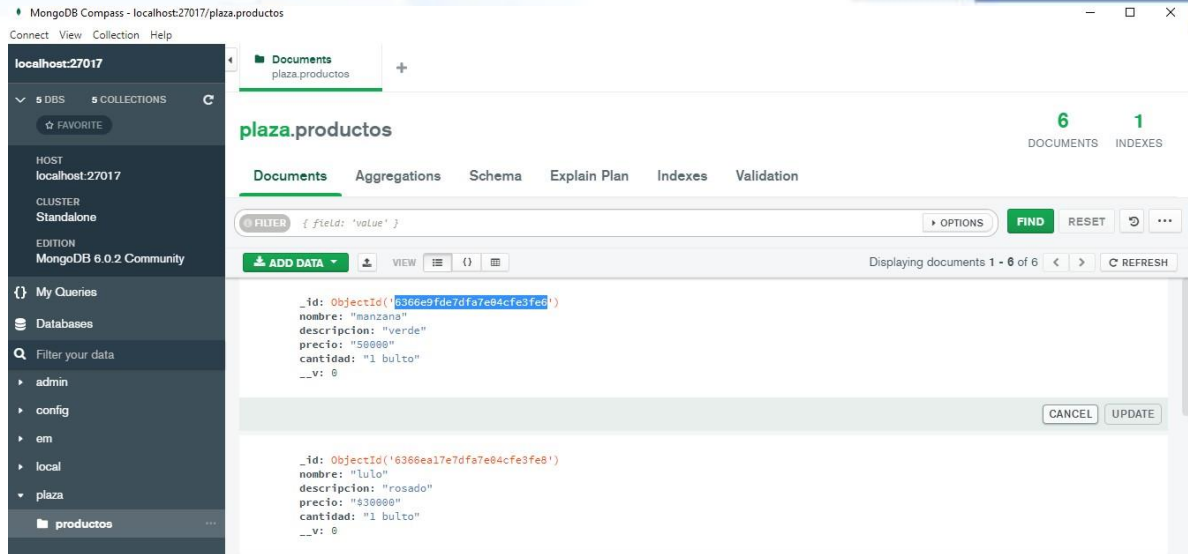 MongoDB Compass - localhost:27017/plaza.productos
Connect View Collection Help
localhost:27017
5 DBS 5 COLLECTIONS
FAVORITE
HOST
localhost:27017
CLUSTER
Standalone
EDITION
MongoDB 6.0.2 Community
{} My Queries
Databases
Filter your data
admin
config
em
local
plaza
productos ...
Documents
plaza.productos
+
plaza.productos
6
DOCUMENTS
1
INDEXES
Documents Aggregations Schema Explain Plan Indexes Validation
FILTER { field: 'value' } OPTIONS FIND RESET ...
ADD DATA VIEW {} Displaying documents 1 - 6 of 6 < > REFRESH
_id: ObjectId('6366e9fde7dfa7e04cfe3fe6')
nombre: "manzana"
descripcion: "verde"
precio: "50000"
cantidad: "1 bulto"
__v: 0
CANCEL UPDATE
_id: ObjectId('6366ea17e7dfa7e04cfe3fe8')
nombre: "lulo"
descripcion: "rosado"
precio: "$30000"
cantidad: "1 bulto"
__v: 0